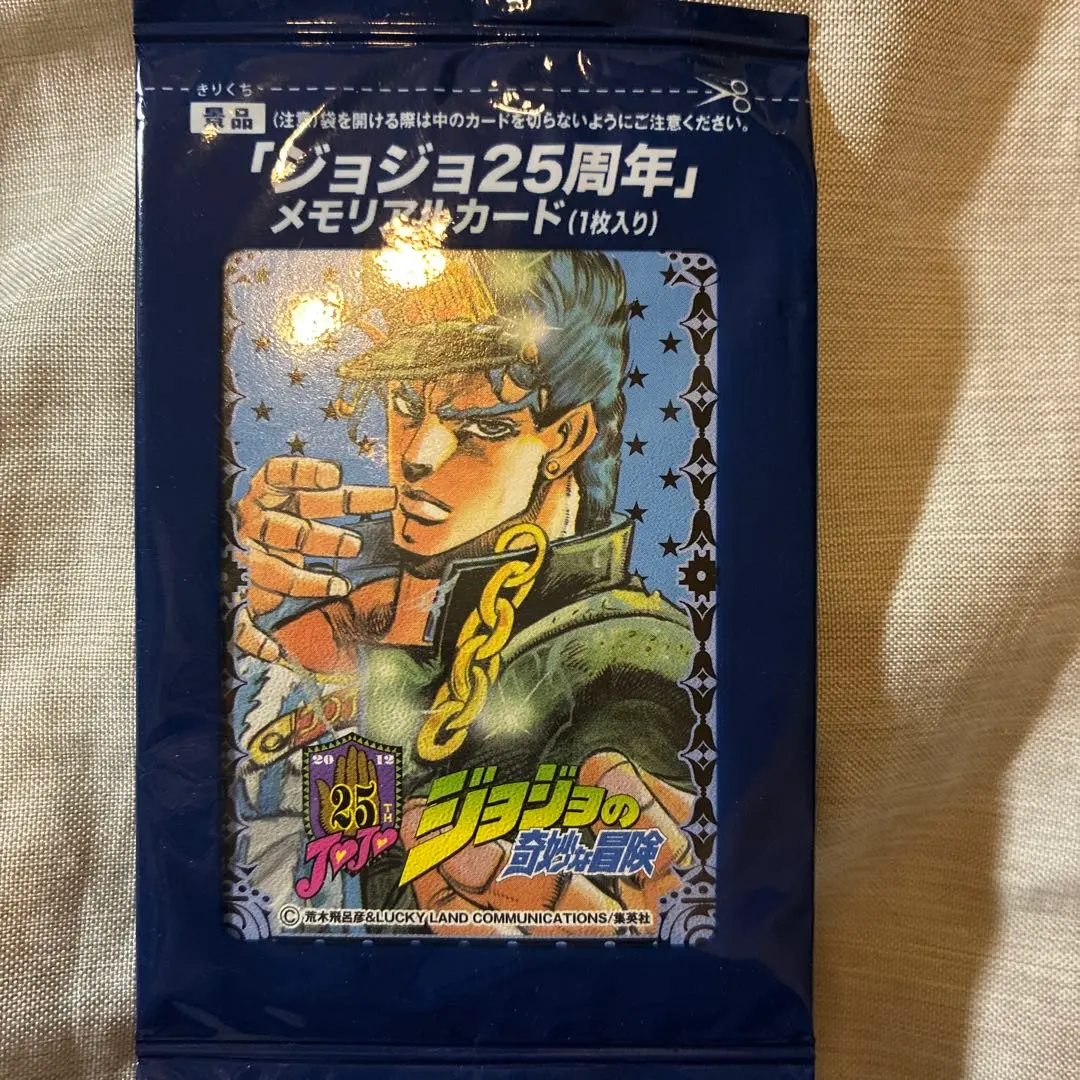 きりくち
景品 (注意)袋を開ける際は中のカードを切らないようにご注意ください。
「ジョジョ25周年」
メモリアルカード(1枚入り)
20 12
25
TH
JoJo
ジョジョの
奇妙な冒険
©荒木飛呂彦&LUCKY LAND COMMUNICATIONS/集英社